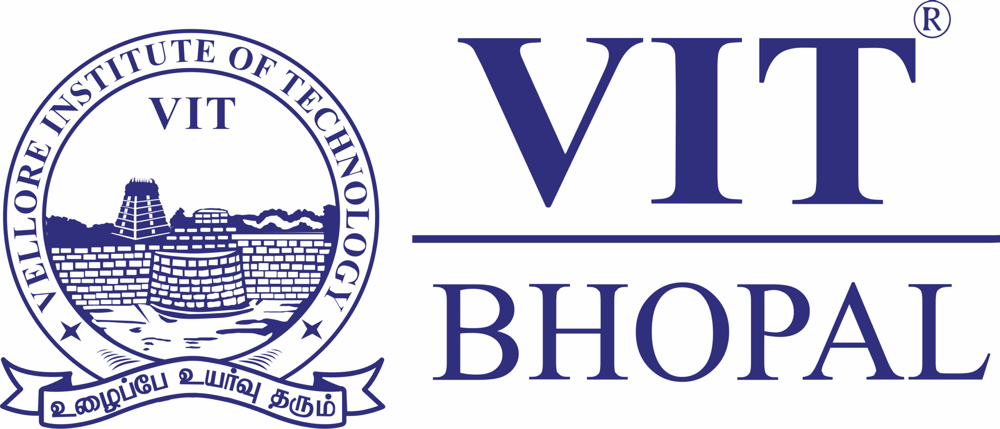 VELLORE INSTITUTE OF TECHNOLOGY
VIT
உழைப்பே உயர்வு தரும்
VIT®
BHOPAL